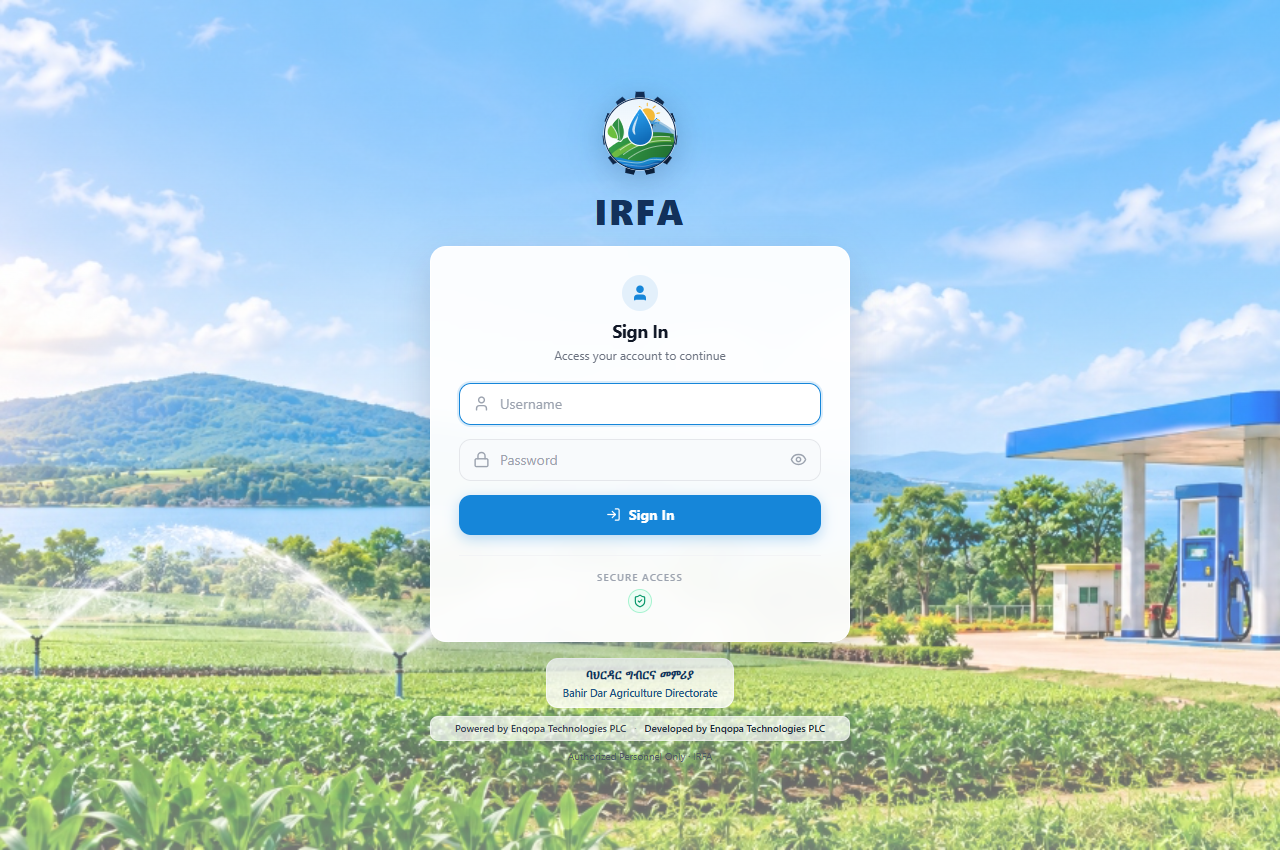 IRFA
Sign In
Access your account to continue
Username
Password
Sign In
SECURE ACCESS
ባህርዳር ግብርና መምሪያ
Bahir Dar Agriculture Directorate
Powered by Enqopa Technologies PLC · Developed by Enqopa Technologies PLC
Authorized Personnel Only · IRFA